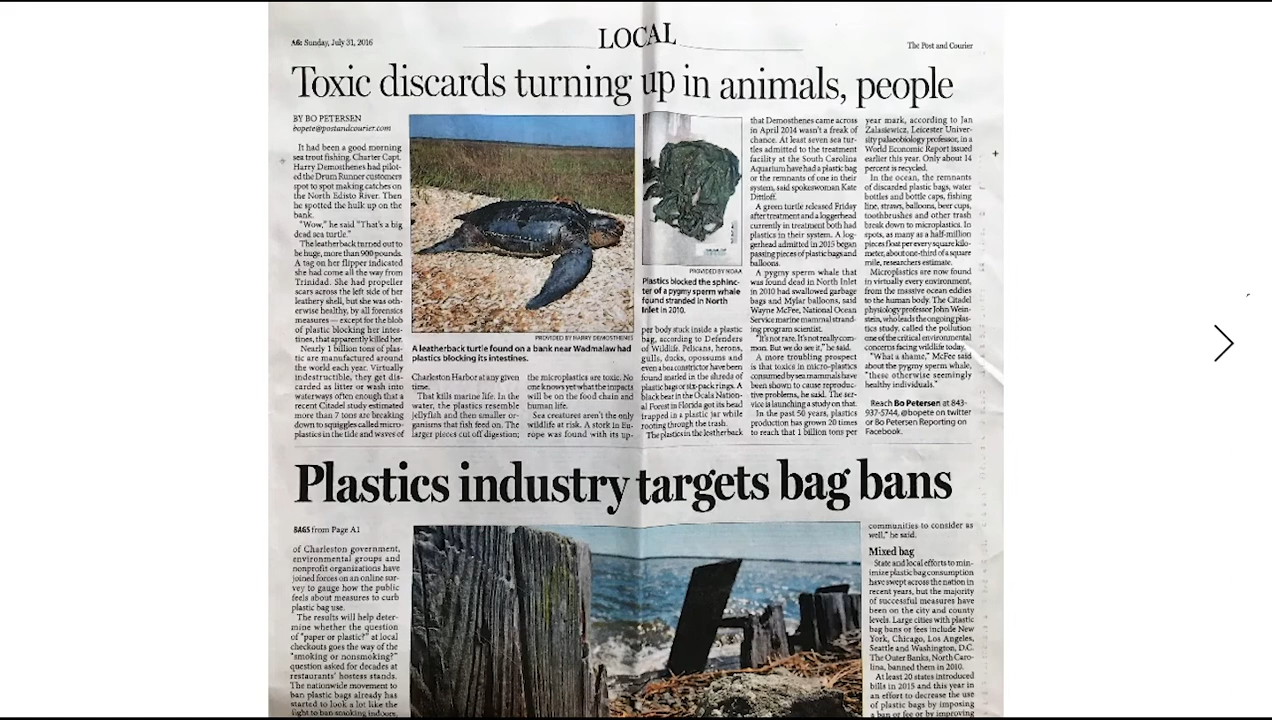 A6: Sunday, July 31, 2016
LOCAL
The Post and Courier
Toxic discards turning up in animals, people
BY BO PETERSEN
bopete@postandcourier.com
It had been a good morning
sea trout fishing. Charter Capt.
Harry Demosthenes had pilot-
ed the Drum Runner customers
spot to spot making catches on
the North Edisto River. Then
he spotted the hulk up on the
bank.
"Wow," he said "That's a big
dead sea turtle."
The leatherback turned out to
be huge, more than 900 pounds.
A tag on her flipper indicated
she had come all the way from
Trinidad. She had propeller
scars across the left side of her
leathery shell, but she was oth-
erwise healthy, by all forensics
measures — except for the blob
of plastic blocking her intes-
tines, that apparently killed her.
Nearly 1 billion tons of plas-
tic are manufactured around
the world each year. Virtually
indestructible, they get dis-
carded as litter or wash into
waterways often enough that a
recent Citadel study estimated
more than 7 tons are breaking
down to squiggles called micro-
plastics in the tide and waves of
PROVIDED BY HARRY DEMOSTHENES
A leatherback turtle found on a bank near Wadmalaw had
plastics blocking its intestines.
Charleston Harbor at any given
time.
That kills marine life. In the
water, the plastics resemble
jellyfish and then smaller or-
ganisms that fish feed on. The
larger pieces cut off digestion;
the microplastics are toxic. No
one knows yet what the impacts
will be on the food chain and
human life.
Sea creatures aren't the only
wildlife at risk. A stork in Eu-
rope was found with its up-
PROVIDED BY NOAA
Plastics blocked the sphinc-
ter of a pygmy sperm whale
found stranded in North
Inlet in 2010.
per body stuck inside a plastic
bag, according to Defenders
of Wildlife. Pelicans, herons,
gulls, ducks, opossums and
even a boa constrictor have been
found snarled in the shreds of
plastic bags or six-pack rings. A
black bear in the Ocala Nation-
al Forest in Florida got its head
trapped in a plastic jar while
rooting through the trash.
The plastics in the leatherback
that Demosthenes came across
in April 2014 wasn't a freak of
chance. At least seven sea tur-
tles admitted to the treatment
facility at the South Carolina
Aquarium have had a plastic bag
or the remnants of one in their
system, said spokeswoman Kate
Dittloff.
A green turtle released Friday
after treatment and a loggerhead
currently in treatment both had
plastics in their system. A log-
gerhead admitted in 2015 began
passing pieces of plastic bags and
balloons.
A pygmy sperm whale that
was found dead in North Inlet
in 2010 had swallowed garbage
bags and Mylar balloons, said
Wayne McFee, National Ocean
Service marine mammal strand-
ing program scientist.
"It's not rare. It's not really com-
mon. But we do see it," he said.
A more troubling prospect
is that toxics in micro-plastics
consumed by sea mammals have
been shown to cause reproduc-
tive problems, he said. The ser-
vice is launching a study on that.
In the past 50 years, plastics
production has grown 20 times
to reach that 1 billion tons per
year mark, according to Jan
Zalasiewicz, Leicester Univer-
sity palaeobiology professor, in a
World Economic Report issued
earlier this year. Only about 14
percent is recycled.
In the ocean, the remnants
of discarded plastic bags, water
bottles and bottle caps, fishing
line, straws, balloons, beer cups,
toothbrushes and other trash
break down to microplastics. In
spots, as many as a half-million
pieces float per every square kilo-
meter, about one-third of a square
mile, researchers estimate.
Microplastics are now found
in virtually every environment,
from the massive ocean eddies
to the human body. The Citadel
physiology professor John Wein-
stein, who leads the ongoing plas-
tics study, called the pollution
one of the critical environmental
concerns facing wildlife today.
"What a shame," McFee said
about the pygmy sperm whale,
"these otherwise seemingly
healthy individuals."
Reach Bo Petersen at 843-
937-5744, @bopete on twitter
or Bo Petersen Reporting on
Facebook.
Plastics industry targets bag bans
BAGS from Page A1
of Charleston government,
environmental groups and
nonprofit organizations have
joined forces on an online sur-
vey to gauge how the public
feels about measures to curb
plastic bag use.
The results will help deter-
mine whether the question
of "paper or plastic?" at local
checkouts goes the way of the
"smoking or nonsmoking?"
question asked for decades at
restaurants' hostess stands.
The nationwide movement to
ban plastic bags already has
started to look a lot like the
fight to ban smoking indoors,
communities to consider as
well," he said.
Mixed bag
State and local efforts to min-
imize plastic bag consumption
have swept across the nation in
recent years, but the majority
of successful measures have
been on the city and county
levels. Large cities with plastic
bag bans or fees include New
York, Chicago, Los Angeles,
Seattle and Washington, D.C.
The Outer Banks, North Caro-
lina, banned them in 2010.
At least 20 states introduced
bills in 2015 and this year in
an effort to decrease the use
of plastic bags by imposing
a ban or fee or by improving